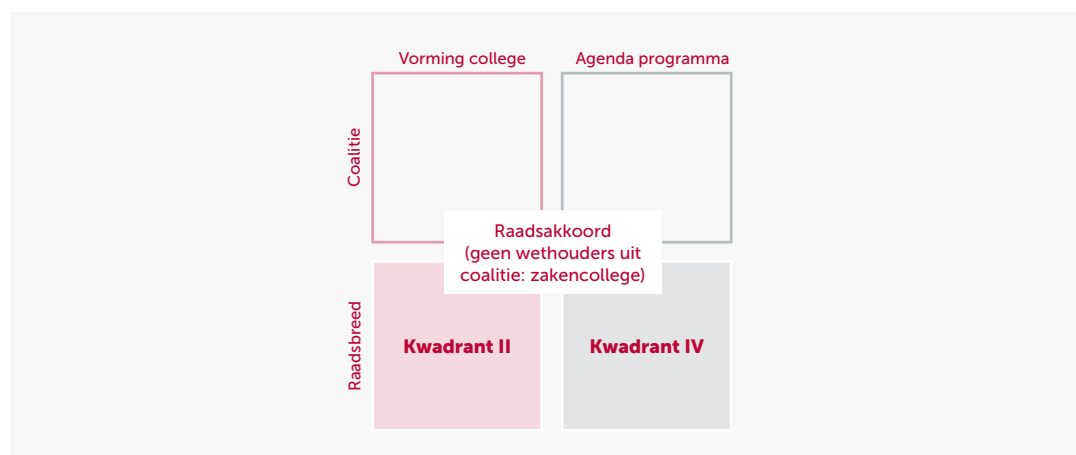 Vorming college
Agenda programma
Coalitie
Raadsakkoord
(geen wethouders uit
coalitie: zakencollege)
Raadsbreed
Kwadrant II
Kwadrant IV